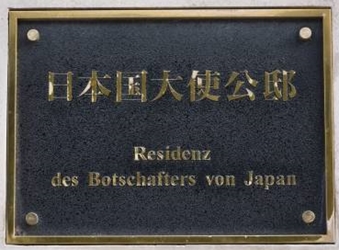 日本国大使公邸
Residenz
des Botschafters von Japan